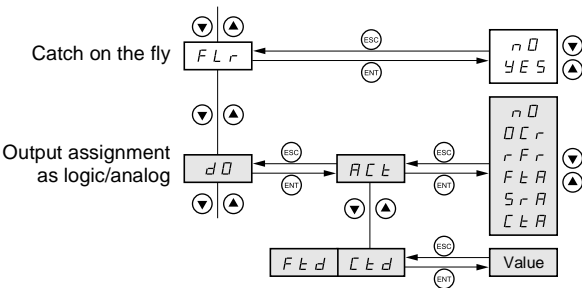 Catch on the fly
FLr
ESC
ENT
nO
YES
Output assignment
as logic/analog
dO
ESC
ENT
ACt
ESC
ENT
nO
OCr
rFr
FtA
SrA
CtA
Ftd
Ctd
ESC
ENT
Value